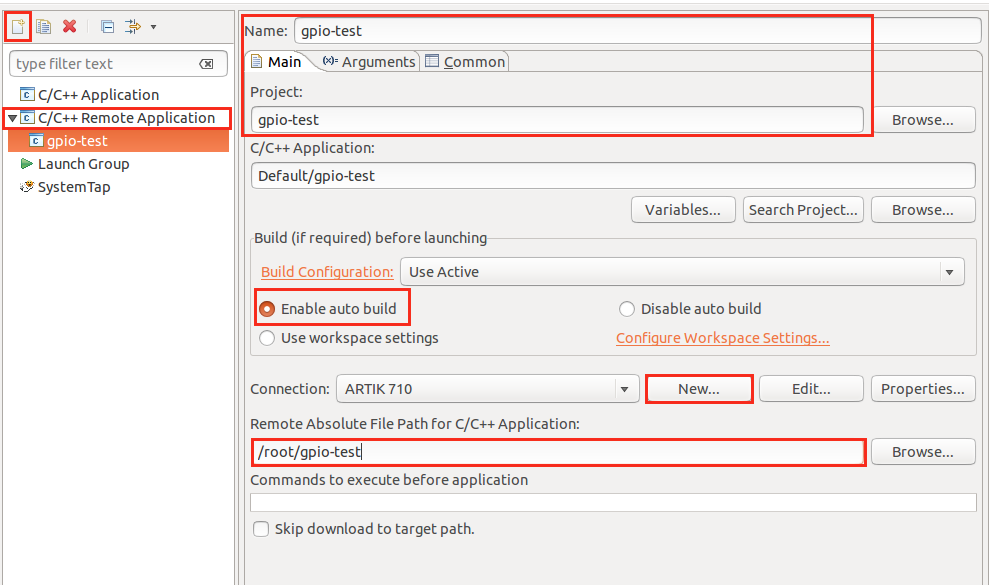 type filter text
C/C++ Application
C/C++ Remote Application
gpio-test
Launch Group
SystemTap
Name: gpio-test
Main (x)= Arguments Common
Project:
gpio-test Browse...
C/C++ Application:
Default/gpio-test
Variables... Search Project... Browse...
Build (if required) before launching
Build Configuration: Use Active
Enable auto build Disable auto build
Use workspace settings Configure Workspace Settings...
Connection: ARTIK 710 New... Edit... Properties...
Remote Absolute File Path for C/C++ Application:
/root/gpio-test Browse...
Commands to execute before application
Skip download to target path.